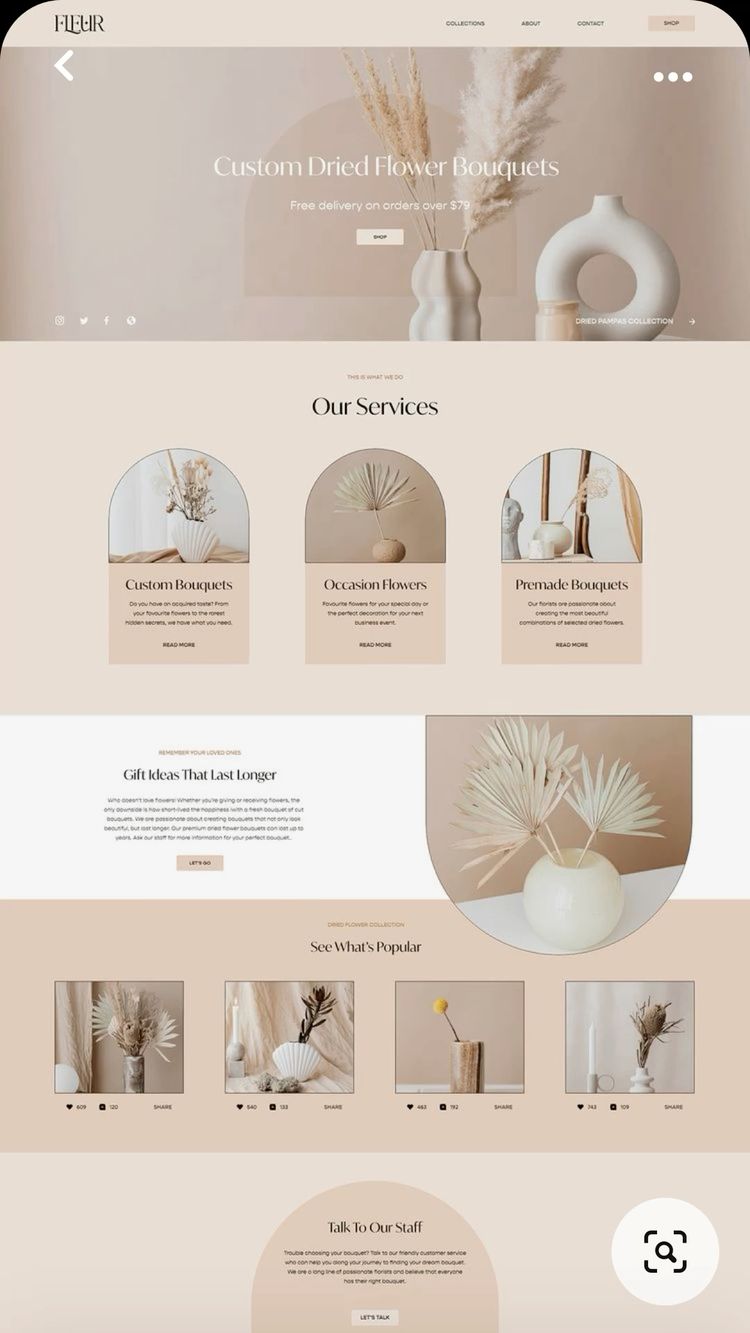 FLEUR
COLLECTIONS ABOUT CONTACT SHOP
Custom Dried Flower Bouquets
Free delivery on orders over $79
SHOP
DRIED PAMPAS COLLECTION →
THIS IS WHAT WE DO
Our Services
Custom Bouquets
Do you have an acquired taste? From
your favourite flowers to the rarest
hidden secrets, we have what you need.
READ MORE
Occasion Flowers
Favourite flowers for your special day or
the perfect decoration for your next
business event.
READ MORE
Premade Bouquets
Our florists are passionate about
creating the most beautiful
combinations of selected dried flowers.
READ MORE
REMEMBER YOUR LOVED ONES
Gift Ideas That Last Longer
Who doesn't love flowers! Whether you're giving or receiving flowers, the
only downside is how short-lived the happiness (with a fresh bouquet of cut
bouquets. We are passionate about creating bouquets that not only look
beautiful, but last longer. Our premium dried flower bouquets can last up to
years. Ask our staff for more information for your perfect bouquet.
LET'S GO
DRIED FLOWER COLLECTION
See What's Popular
609 120 SHARE
540 133 SHARE
463 192 SHARE
743 109 SHARE
Talk To Our Staff
Trouble choosing your bouquet? Talk to our friendly customer service
who can help you along your journey to finding your dream bouquet.
We are a long line of passionate florists and believe that everyone
has their right bouquet.
LET'S TALK